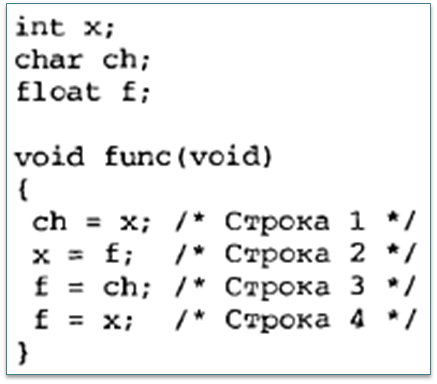 int x;
char ch;
float f;
void func(void)
{
ch = x; /* Строка 1 */
x = f; /* Строка 2 */
f = ch; /* Строка 3 */
f = x; /* Строка 4 */
}